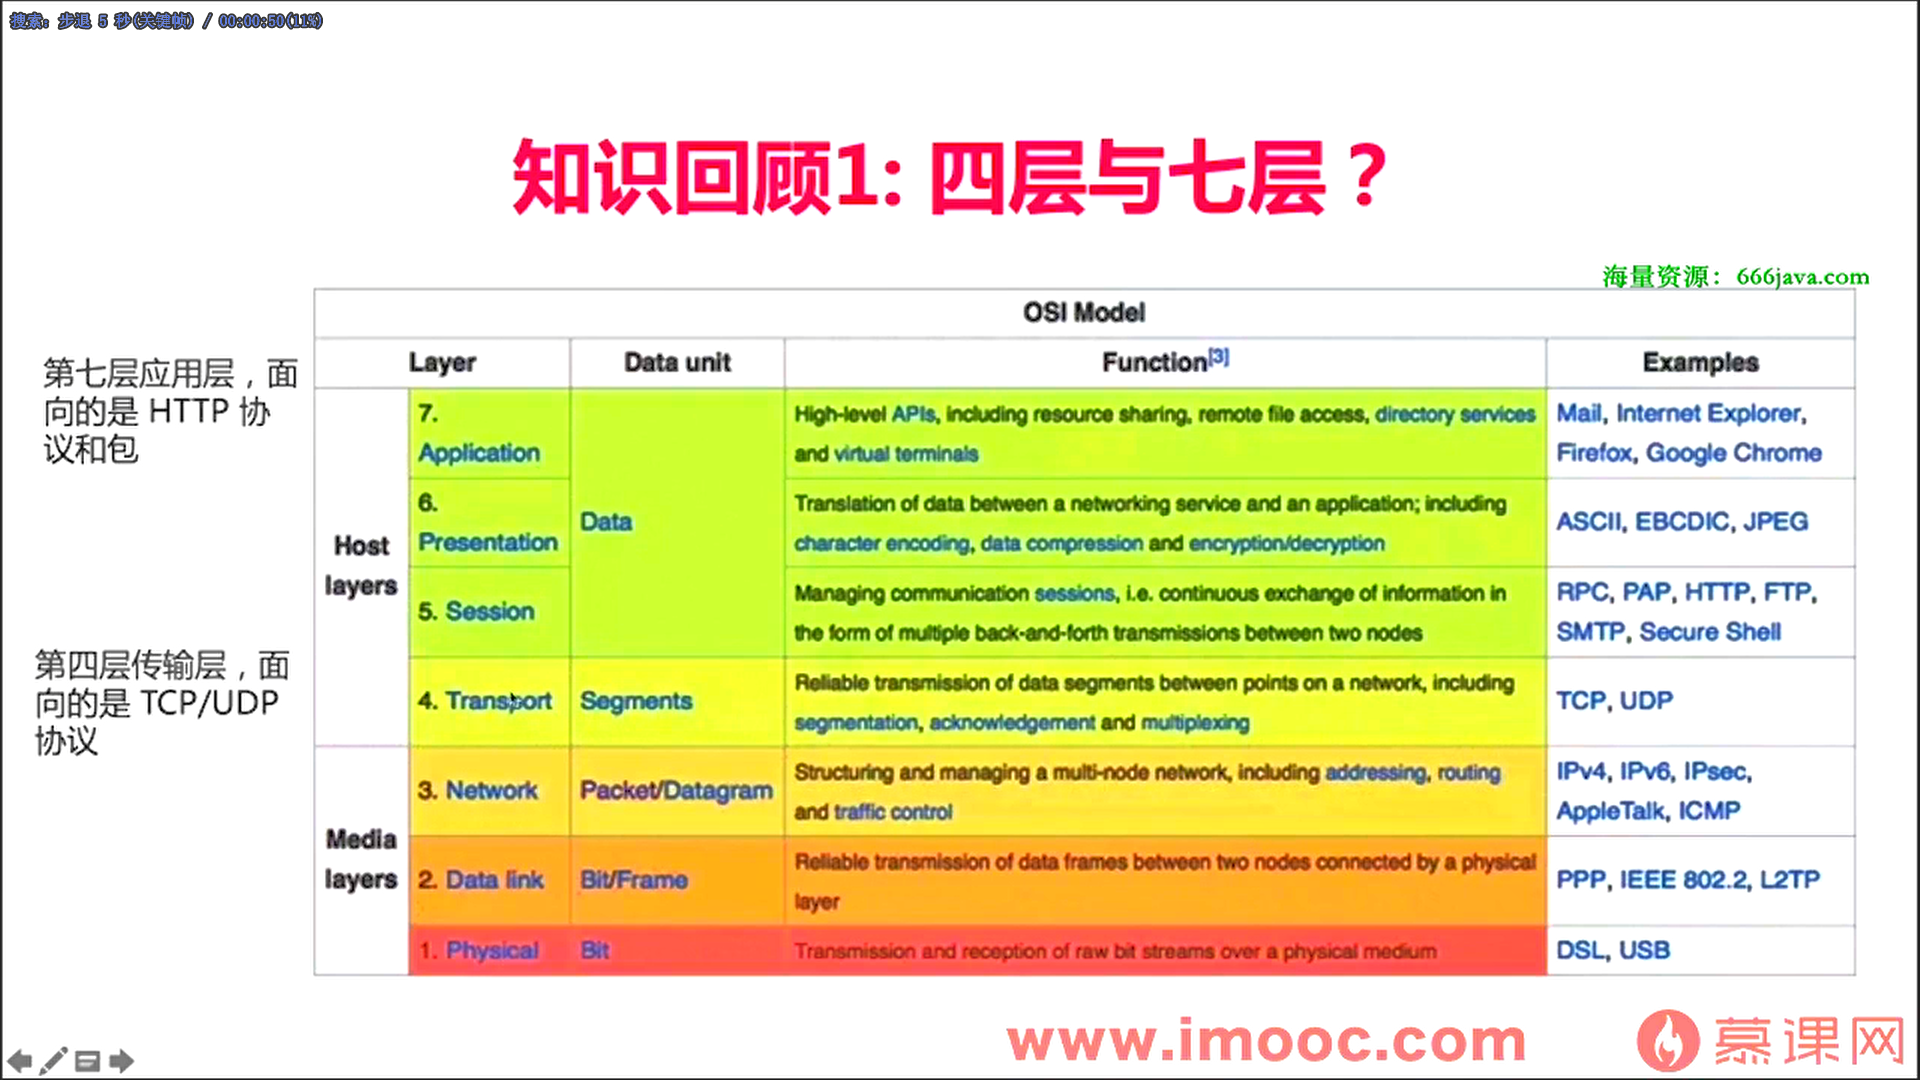 搜索: 步退 5 秒(关键帧) / 00:00:50(11%)
知识回顾1: 四层与七层？
海量资源：666java.com
第七层应用层，面
向的是 HTTP 协
议和包
第四层传输层，面
向的是 TCP/UDP
协议
OSI Model
Layer
Data unit
Function[3]
Examples
Host
layers
7.
Application
Data
High-level APIs, including resource sharing, remote file access, directory services
and virtual terminals
Mail, Internet Explorer,
Firefox, Google Chrome
6.
Presentation
Translation of data between a networking service and an application; including
character encoding, data compression and encryption/decryption
ASCII, EBCDIC, JPEG
5. Session
Managing communication sessions, i.e. continuous exchange of information in
the form of multiple back-and-forth transmissions between two nodes
RPC, PAP, HTTP, FTP,
SMTP, Secure Shell
4. Transport
Segments
Reliable transmission of data segments between points on a network, including
segmentation, acknowledgement and multiplexing
TCP, UDP
Media
layers
3. Network
Packet/Datagram
Structuring and managing a multi-node network, including addressing, routing
and traffic control
IPv4, IPv6, IPsec,
AppleTalk, ICMP
2. Data link
Bit/Frame
Reliable transmission of data frames between two nodes connected by a physical
layer
PPP, IEEE 802.2, L2TP
1. Physical
Bit
Transmission and reception of raw bit streams over a physical medium
DSL, USB
www.imooc.com
慕课网